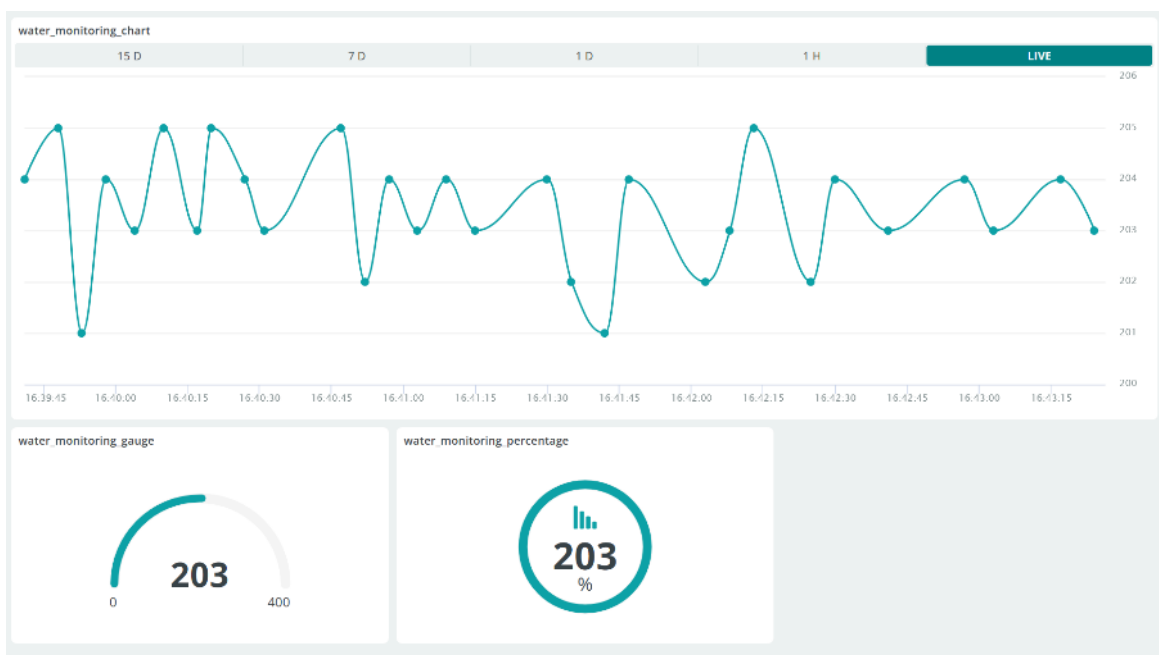 water_monitoring_chart
15 D 7 D 1 D 1 H LIVE
206
205
204
203
202
201
200
16:39:45 16:40:00 16:40:15 16:40:30 16:40:45 16:41:00 16:41:15 16:41:30 16:41:45 16:42:00 16:42:15 16:42:30 16:42:45 16:43:00 16:43:15
water_monitoring_gauge
203
0 400
water_monitoring_percentage
203
%